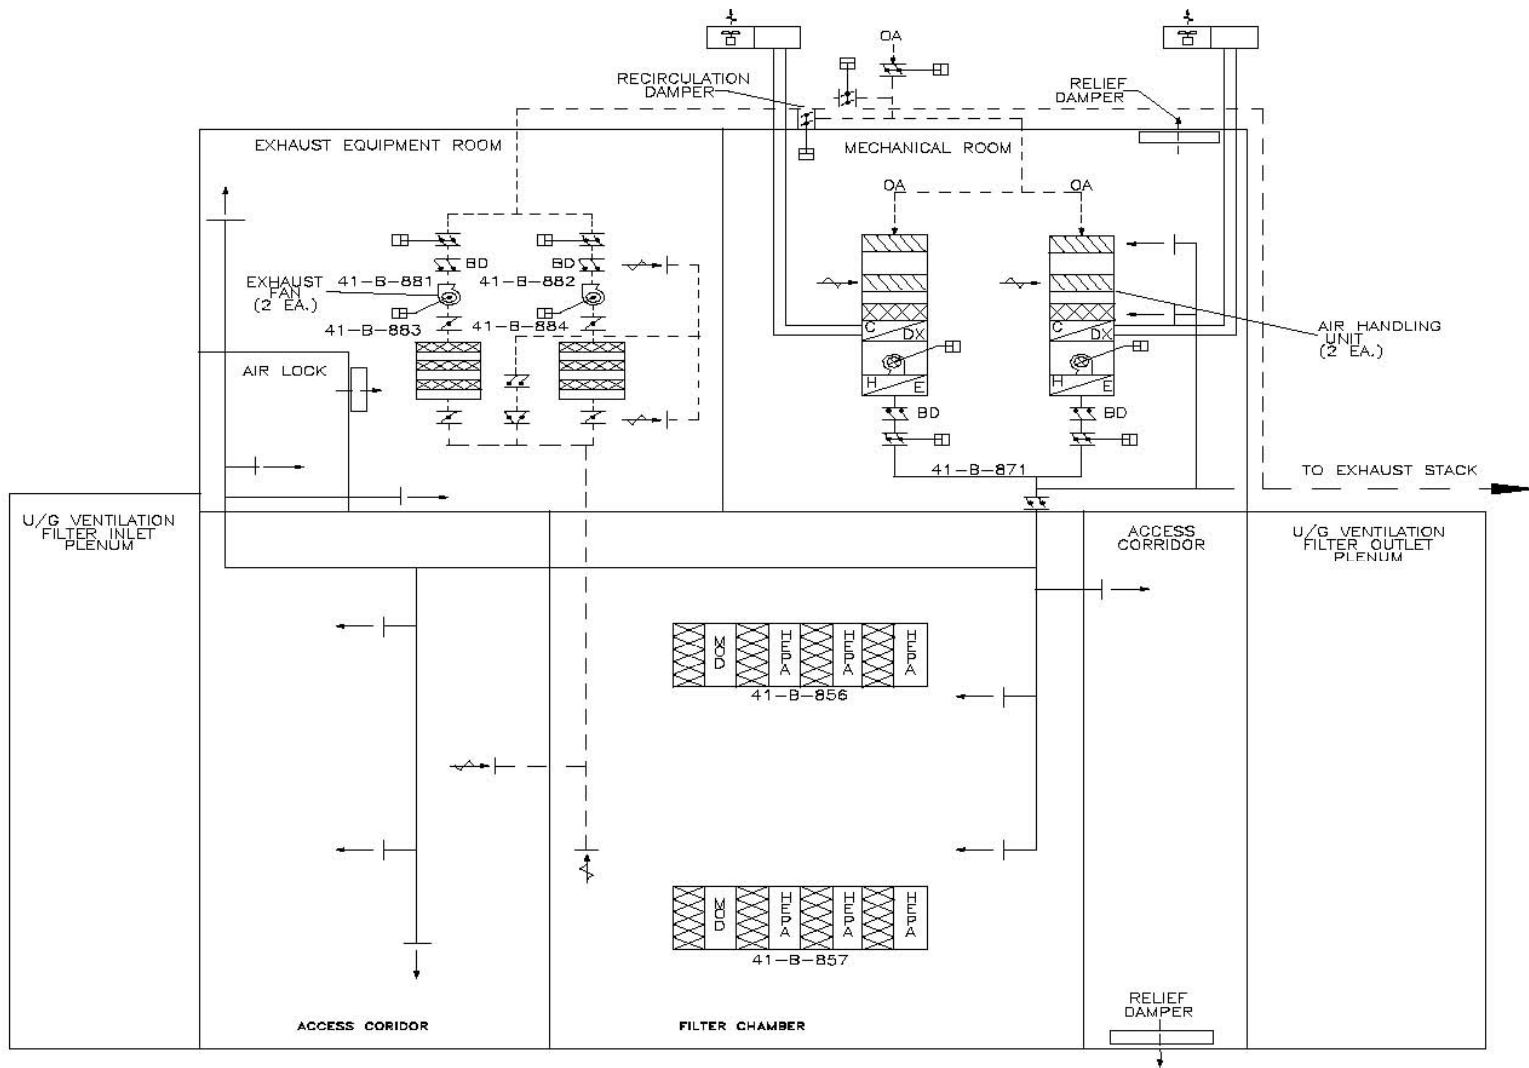 OA
RECIRCULATION
DAMPER
RELIEF
DAMPER
EXHAUST EQUIPMENT ROOM
MECHANICAL ROOM
OA
OA
BD
BD
41-B-881
41-B-882
EXHAUST
FAN
(2 EA.)
41-B-883
41-B-884
C
DX
C
DX
AIR HANDLING
UNIT
(2 EA.)
AIR LOCK
H
E
H
E
BD
BD
41-B-871
TO EXHAUST STACK
U/G VENTILATION
FILTER INLET
PLENUM
ACCESS
CORRIDOR
U/G VENTILATION
FILTER OUTLET
PLENUM
MOD
HEPA
HEPA
HEPA
41-B-856
MOD
HEPA
HEPA
HEPA
41-B-857
RELIEF
DAMPER
ACCESS CORIDOR
FILTER CHAMBER